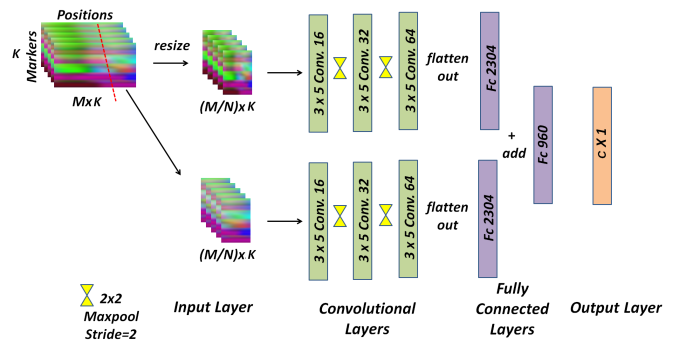 Positions
K
Markers
MxK
resize
(M/N)x K
3 x 5 Conv. 16
3 x 5 Conv. 32
3 x 5 Conv. 64
flatten
out
Fc 2304
+
add
Fc 960
C X 1
(M/N)x K
3 x 5 Conv. 16
3 x 5 Conv. 32
3 x 5 Conv. 64
flatten
out
Fc 2304
2x2
Maxpool
Stride=2
Input Layer
Convolutional
Layers
Fully
Connected
Layers
Output Layer